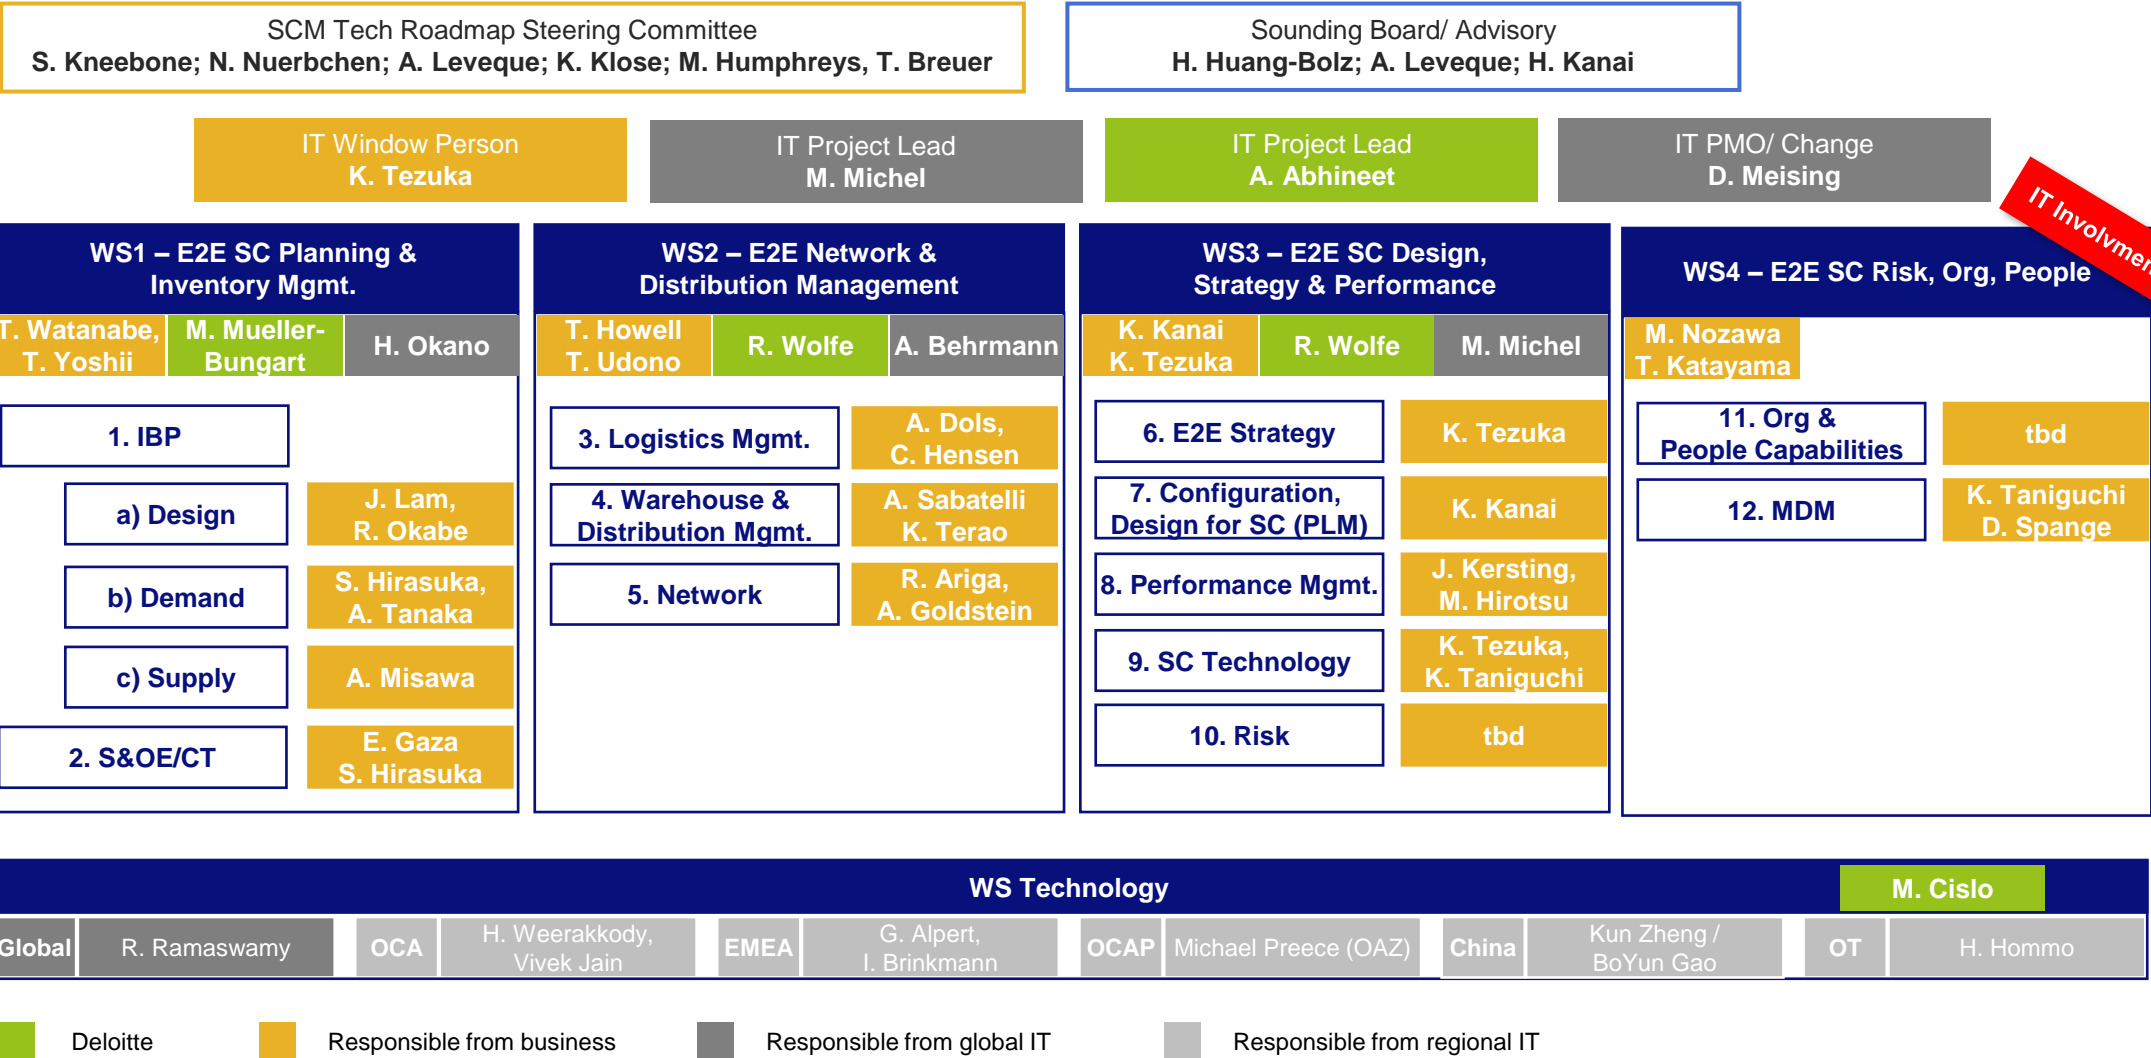 SCM Tech Roadmap Steering Committee
S. Kneebone; N. Nuerbchen; A. Leveque; K. Klose; M. Humphreys, T. Breuer
Sounding Board/ Advisory
H. Huang-Bolz; A. Leveque; H. Kanai
IT Window Person
K. Tezuka
IT Project Lead
M. Michel
IT Project Lead
A. Abhineet
IT PMO/ Change
D. Meising
IT Involvmen
WS1 – E2E SC Planning &
Inventory Mgmt.
T. Watanabe,
T. Yoshii
M. Mueller-
Bungart
H. Okano
1. IBP
a) Design
J. Lam,
R. Okabe
b) Demand
S. Hirasuka,
A. Tanaka
c) Supply
A. Misawa
2. S&OE/CT
E. Gaza
S. Hirasuka
WS2 – E2E Network &
Distribution Management
T. Howell
T. Udono
R. Wolfe
A. Behrmann
3. Logistics Mgmt.
A. Dols,
C. Hensen
4. Warehouse &
Distribution Mgmt.
A. Sabatelli
K. Terao
5. Network
R. Ariga,
A. Goldstein
WS3 – E2E SC Design,
Strategy & Performance
K. Kanai
K. Tezuka
R. Wolfe
M. Michel
6. E2E Strategy
K. Tezuka
7. Configuration,
Design for SC (PLM)
K. Kanai
8. Performance Mgmt.
J. Kersting,
M. Hirotsu
9. SC Technology
K. Tezuka,
K. Taniguchi
10. Risk
tbd
WS4 – E2E SC Risk, Org, People
M. Nozawa
T. Katayama
11. Org &
People Capabilities
tbd
12. MDM
K. Taniguchi
D. Spange
WS Technology
M. Cislo
Global
R. Ramaswamy
OCA
H. Weerakkody,
Vivek Jain
EMEA
G. Alpert,
I. Brinkmann
OCAP
Michael Preece (OAZ)
China
Kun Zheng /
BoYun Gao
OT
H. Hommo
Deloitte
Responsible from business
Responsible from global IT
Responsible from regional IT